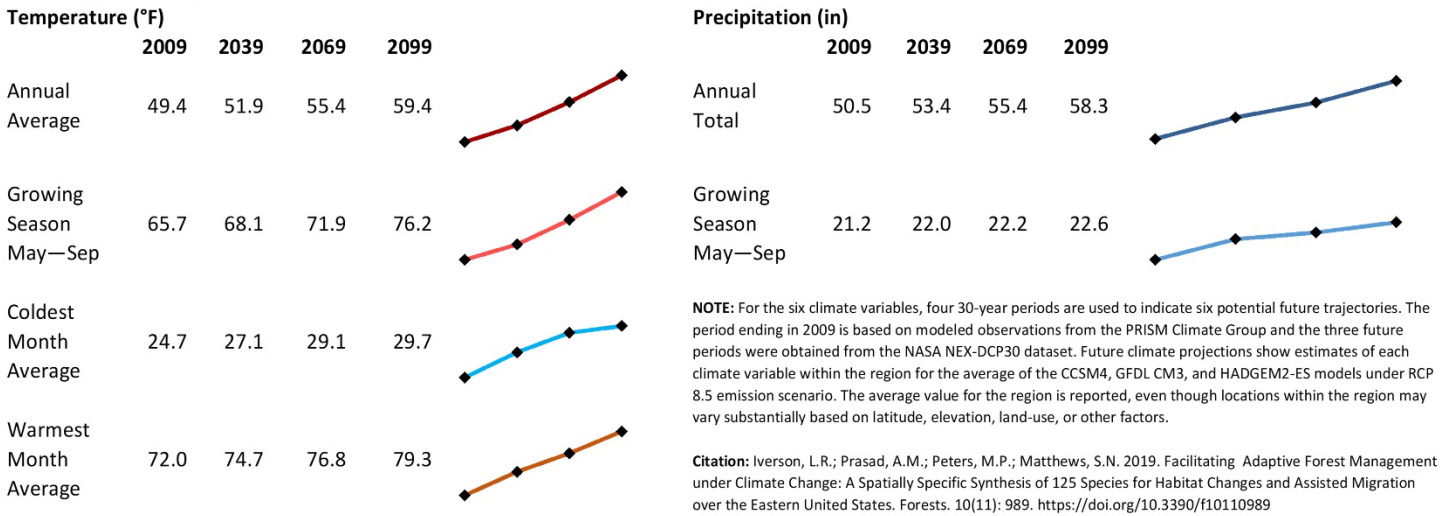 Temperature (°F)
2009 2039 2069 2099
Annual
Average
49.4 51.9 55.4 59.4
Growing
Season
May—Sep
65.7 68.1 71.9 76.2
Coldest
Month
Average
24.7 27.1 29.1 29.7
Warmest
Month
Average
72.0 74.7 76.8 79.3
Precipitation (in)
2009 2039 2069 2099
Annual
Total
50.5 53.4 55.4 58.3
Growing
Season
May—Sep
21.2 22.0 22.2 22.6
NOTE: For the six climate variables, four 30-year periods are used to indicate six potential future trajectories. The
period ending in 2009 is based on modeled observations from the PRISM Climate Group and the three future
periods were obtained from the NASA NEX-DCP30 dataset. Future climate projections show estimates of each
climate variable within the region for the average of the CCSM4, GFDL CM3, and HADGEM2-ES models under RCP
8.5 emission scenario. The average value for the region is reported, even though locations within the region may
vary substantially based on latitude, elevation, land-use, or other factors.
Citation: Iverson, L.R.; Prasad, A.M.; Peters, M.P.; Matthews, S.N. 2019. Facilitating Adaptive Forest Management
under Climate Change: A Spatially Specific Synthesis of 125 Species for Habitat Changes and Assisted Migration
over the Eastern United States. Forests. 10(11): 989. https://doi.org/10.3390/f10110989